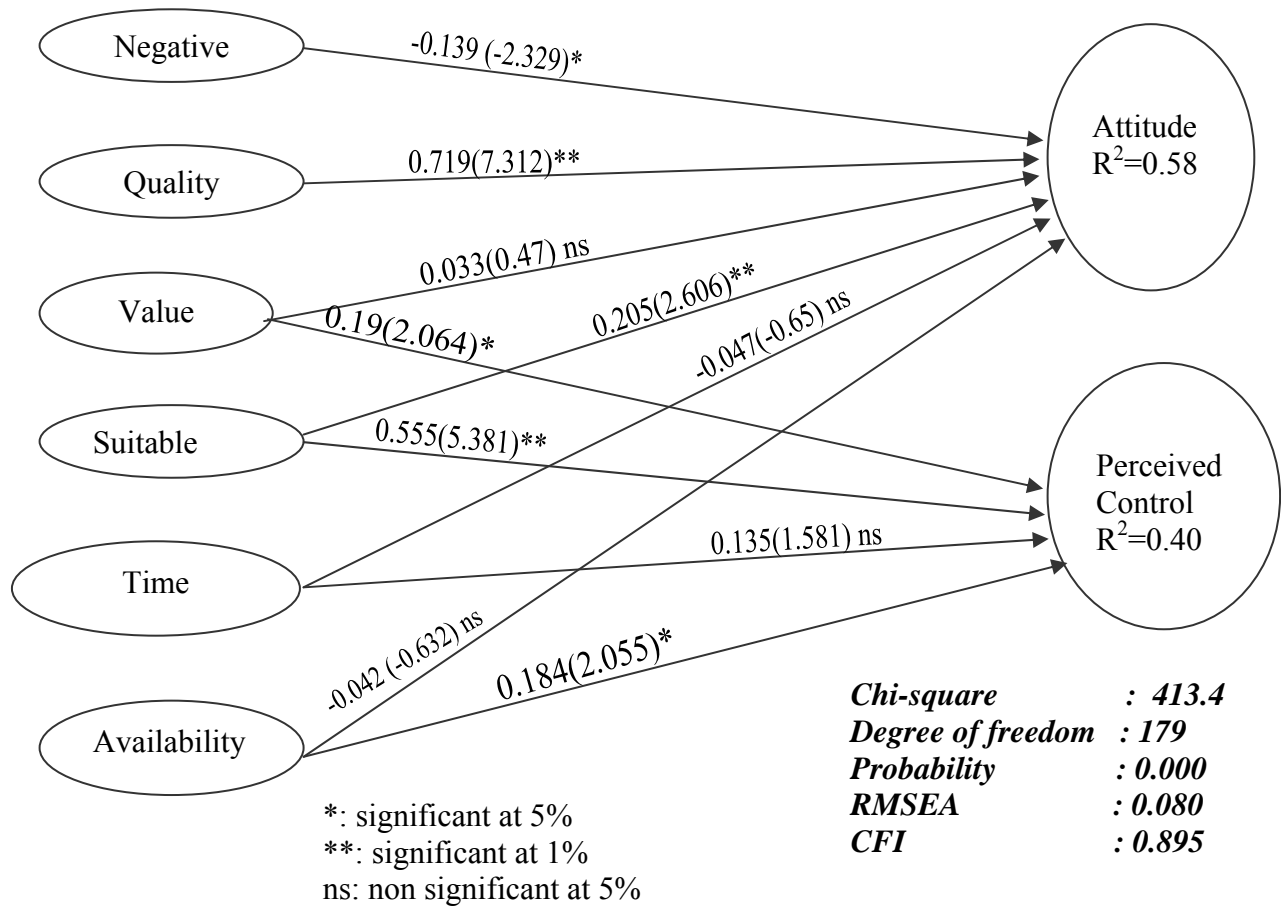 Negative
-0.139 (-2.329)*
Attitude
R²=0.58
Quality
0.719(7.312)**
Value
0.033(0.47) ns
0.19(2.064)*
0.205(2.606)**
-0.047(-0.65) ns
Suitable
0.555(5.381)**
Perceived
Control
R²=0.40
Time
0.135(1.581) ns
Availability
-0.042 (-0.632) ns
0.184(2.055)*
Chi-square : 413.4
Degree of freedom : 179
Probability : 0.000
RMSEA : 0.080
CFI : 0.895
*: significant at 5%
**: significant at 1%
ns: non significant at 5%